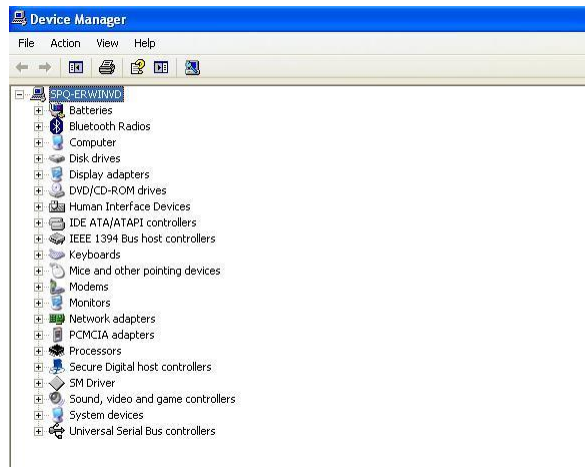 Device Manager
File Action View Help
SPQ-ERWINVD
Batteries
Bluetooth Radios
Computer
Disk drives
Display adapters
DVD/CD-ROM drives
Human Interface Devices
IDE ATA/ATAPI controllers
IEEE 1394 Bus host controllers
Keyboards
Mice and other pointing devices
Modems
Monitors
Network adapters
PCMCIA adapters
Processors
Secure Digital host controllers
SM Driver
Sound, video and game controllers
System devices
Universal Serial Bus controllers